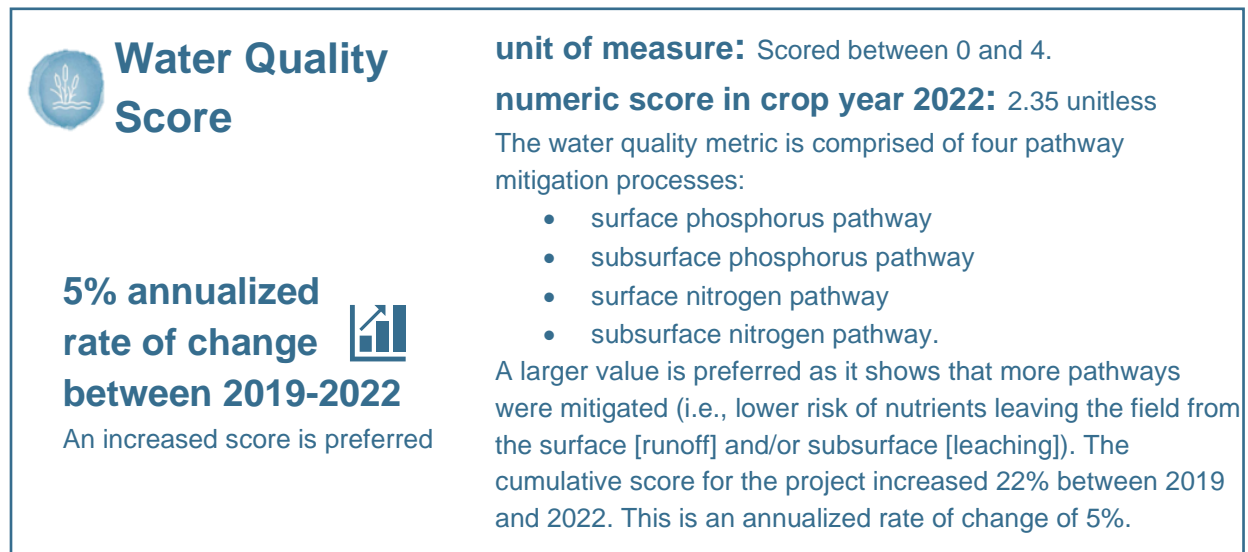 Water Quality
Score
5% annualized
rate of change
between 2019-2022
An increased score is preferred
unit of measure: Scored between 0 and 4.
numeric score in crop year 2022: 2.35 unitless
The water quality metric is comprised of four pathway
mitigation processes:
• surface phosphorus pathway
• subsurface phosphorus pathway
• surface nitrogen pathway
• subsurface nitrogen pathway.
A larger value is preferred as it shows that more pathways
were mitigated (i.e., lower risk of nutrients leaving the field from
the surface [runoff] and/or subsurface [leaching]). The
cumulative score for the project increased 22% between 2019
and 2022. This is an annualized rate of change of 5%.